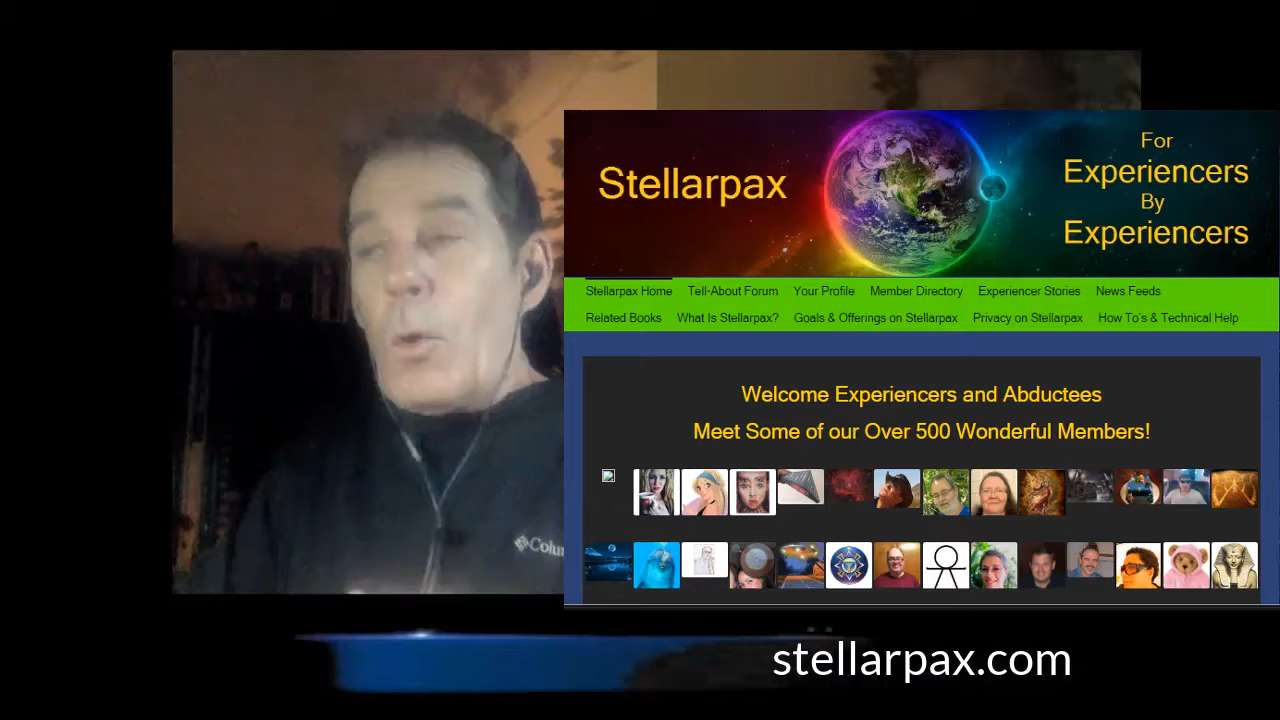 Stellarpax
For
Experiencers
By
Experiencers
Stellarpax Home Tell-About Forum Your Profile Member Directory Experiencer Stories News Feeds
Related Books What Is Stellarpax? Goals & Offerings on Stellarpax Privacy on Stellarpax How To's & Technical Help
Welcome Experiencers and Abductees
Meet Some of our Over 500 Wonderful Members!
Colu
stellarpax.com